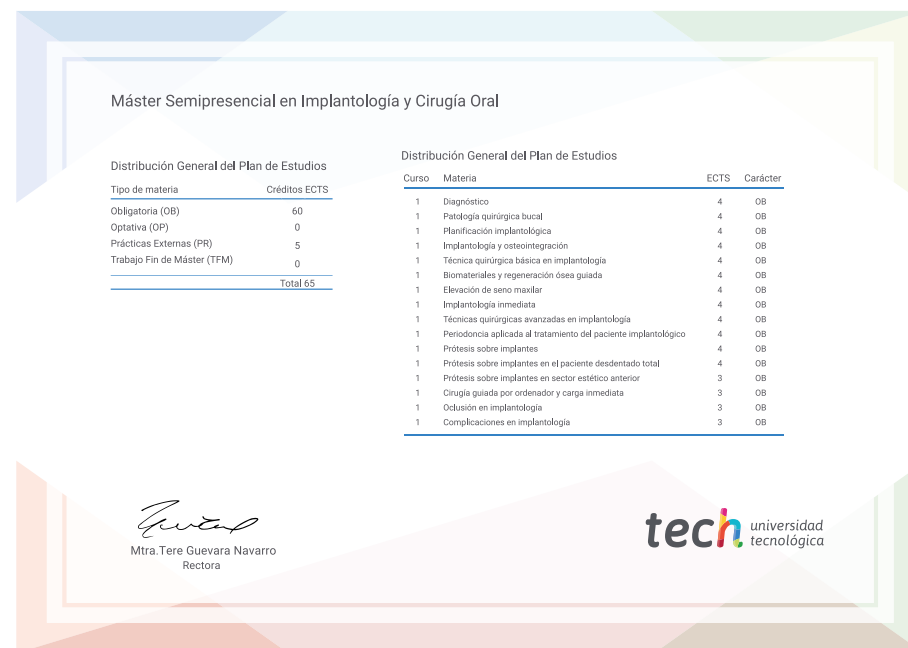 Máster Semipresencial en Implantología y Cirugía Oral
Distribución General del Plan de Estudios
Tipo de materia Créditos ECTS
Obligatoria (OB) 60
Optativa (OP) 0
Prácticas Externas (PR) 5
Trabajo Fin de Máster (TFM) 0
Total 65
Distribución General del Plan de Estudios
Curso Materia ECTS Carácter
1 Diagnóstico 4 OB
1 Patología quirúrgica bucal 4 OB
1 Planificación implantológica 4 OB
1 Implantología y osteointegración 4 OB
1 Técnica quirúrgica básica en implantología 4 OB
1 Biomateriales y regeneración ósea guiada 4 OB
1 Elevación de seno maxilar 4 OB
1 Implantología inmediata 4 OB
1 Técnicas quirúrgicas avanzadas en implantología 4 OB
1 Periodoncia aplicada al tratamiento del paciente implantológico 4 OB
1 Prótesis sobre implantes 4 OB
1 Prótesis sobre implantes en el paciente desdentado total 4 OB
1 Prótesis sobre implantes en sector estético anterior 3 OB
1 Cirugía guiada por ordenador y carga inmediata 3 OB
1 Oclusión en implantología 3 OB
1 Complicaciones en implantología 3 OB
Mtra.Tere Guevara Navarro
Rectora
tech universidad
tecnológica